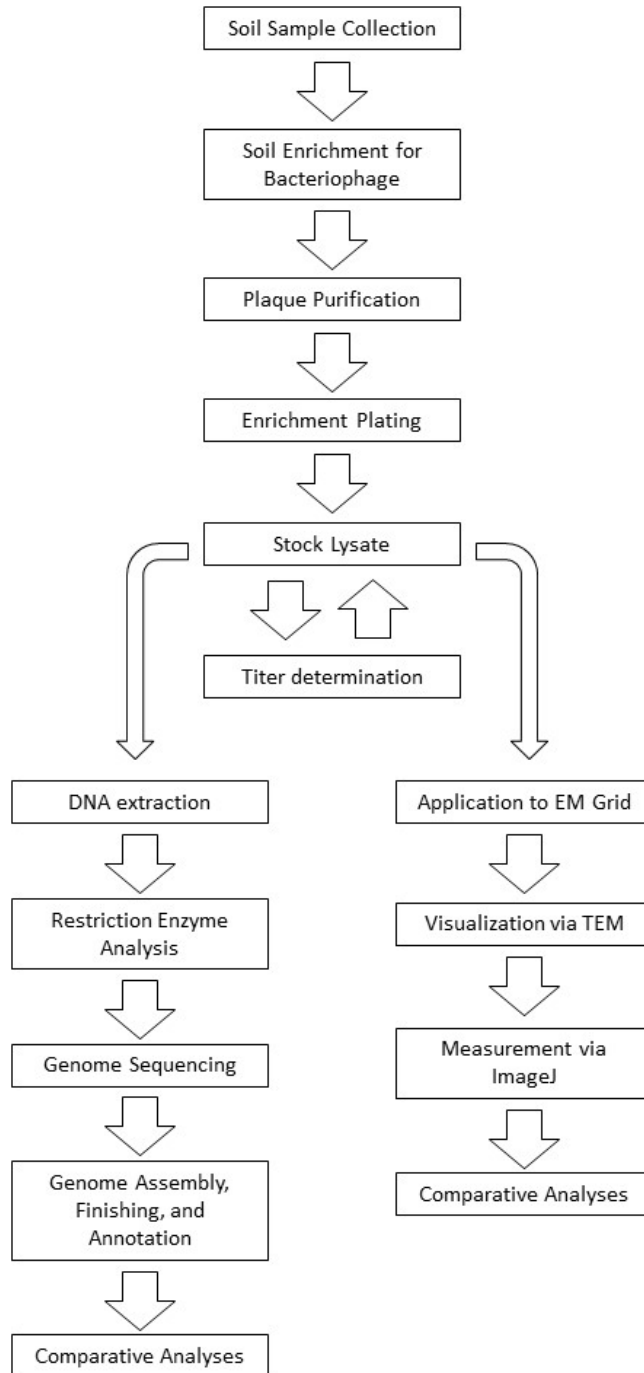 Soil Sample Collection
Soil Enrichment for
Bacteriophage
Plaque Purification
Enrichment Plating
Stock Lysate
Titer determination
DNA extraction
Restriction Enzyme
Analysis
Genome Sequencing
Genome Assembly,
Finishing, and
Annotation
Comparative Analyses
Application to EM Grid
Visualization via TEM
Measurement via
ImageJ
Comparative Analyses